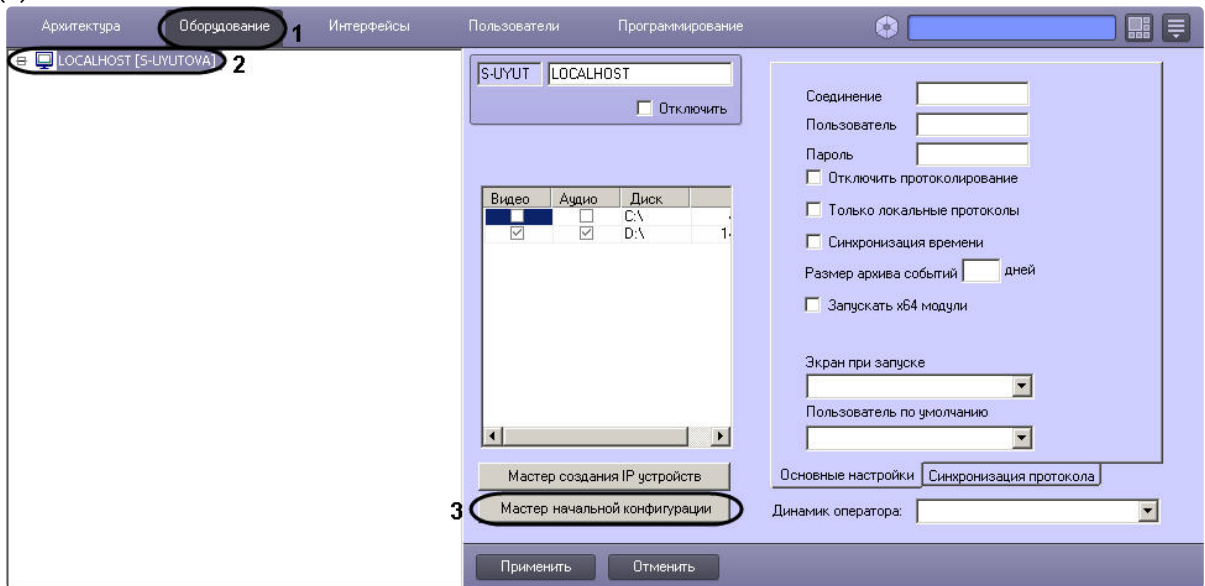 Архитектура Оборудование 1 Интерфейсы Пользователи Программирование
LOCALHOST [S-UYUTOVA] 2
S-UYUT LOCALHOST
Отключить
Видео Аудио Диск
C:\
D:\ 1
Мастер создания IP устройств
3 Мастер начальной конфигурации
Соединение
Пользователь
Пароль
Отключить протоколирование
Только локальные протоколы
Синхронизация времени
Размер архива событий дней
Запускать x64 модули
Экран при запуске
Пользователь по умолчанию
Основные настройки Синхронизация протокола
Динамик оператора:
Применить Отменить